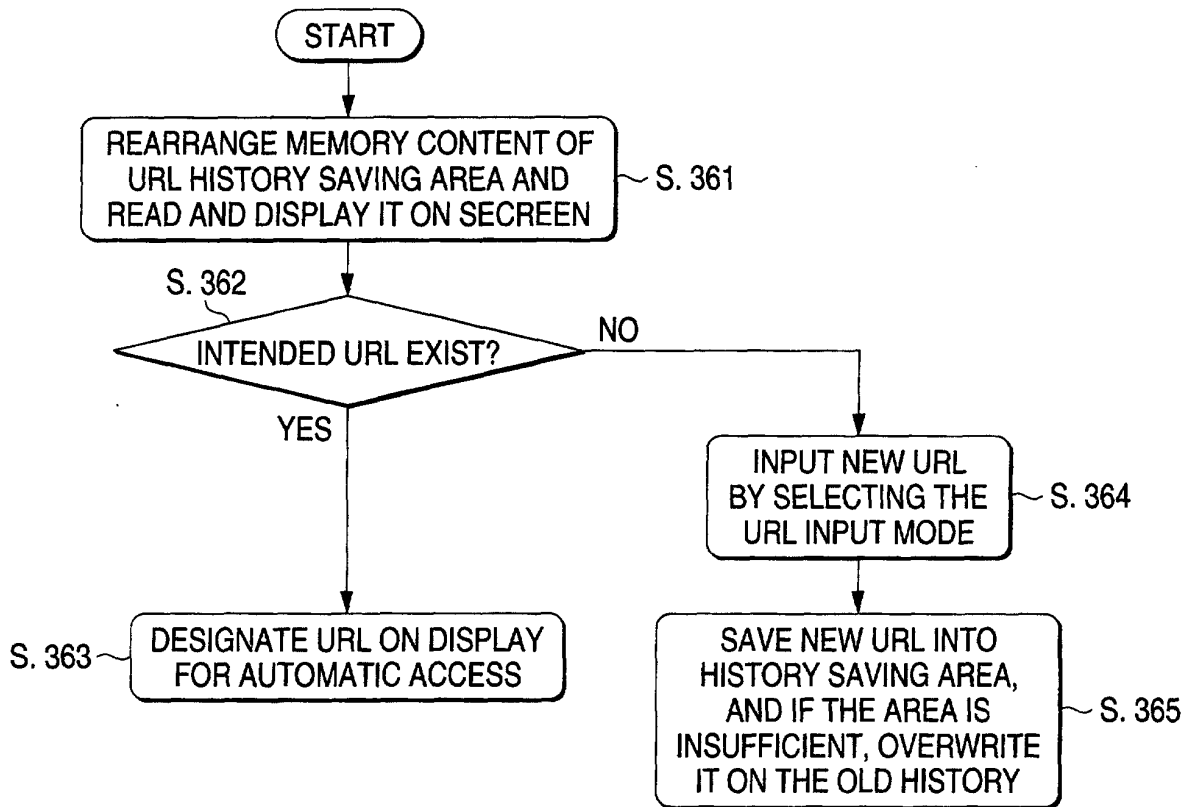 START
REARRANGE MEMORY CONTENT OF
URL HISTORY SAVING AREA AND
READ AND DISPLAY IT ON SECREEN
S. 361
S. 362
INTENDED URL EXIST?
NO
YES
INPUT NEW URL
BY SELECTING THE
URL INPUT MODE
S. 364
S. 363
DESIGNATE URL ON DISPLAY
FOR AUTOMATIC ACCESS
SAVE NEW URL INTO
HISTORY SAVING AREA,
AND IF THE AREA IS
INSUFFICIENT, OVERWRITE
IT ON THE OLD HISTORY
S. 365